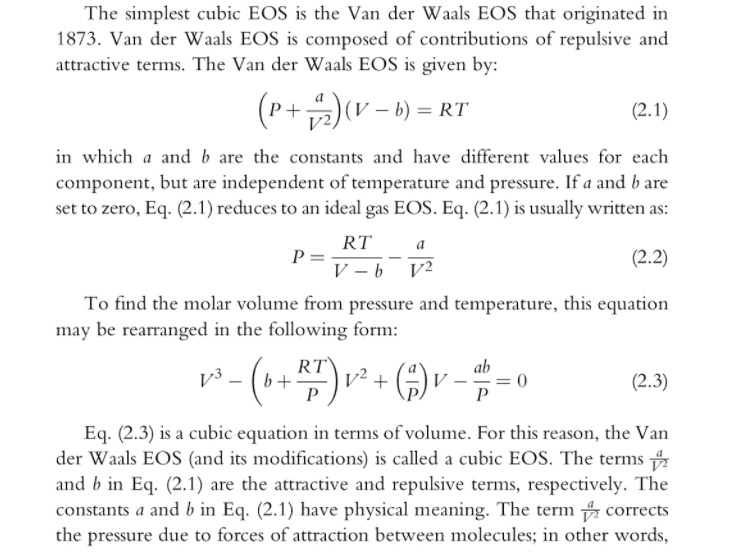 The simplest cubic EOS is the Van der Waals EOS that originated in
1873. Van der Waals EOS is composed of contributions of repulsive and
attractive terms. The Van der Waals EOS is given by:
(P + a/V²)(V − b) = RT (2.1)
in which a and b are the constants and have different values for each
component, but are independent of temperature and pressure. If a and b are
set to zero, Eq. (2.1) reduces to an ideal gas EOS. Eq. (2.1) is usually written as:
P = RT/(V − b) − a/V² (2.2)
To find the molar volume from pressure and temperature, this equation
may be rearranged in the following form:
V³ − (b + RT/P) V² + (a/P) V − ab/P = 0 (2.3)
Eq. (2.3) is a cubic equation in terms of volume. For this reason, the Van
der Waals EOS (and its modifications) is called a cubic EOS. The terms a/V²
and b in Eq. (2.1) are the attractive and repulsive terms, respectively. The
constants a and b in Eq. (2.1) have physical meaning. The term a/V² corrects
the pressure due to forces of attraction between molecules; in other words,